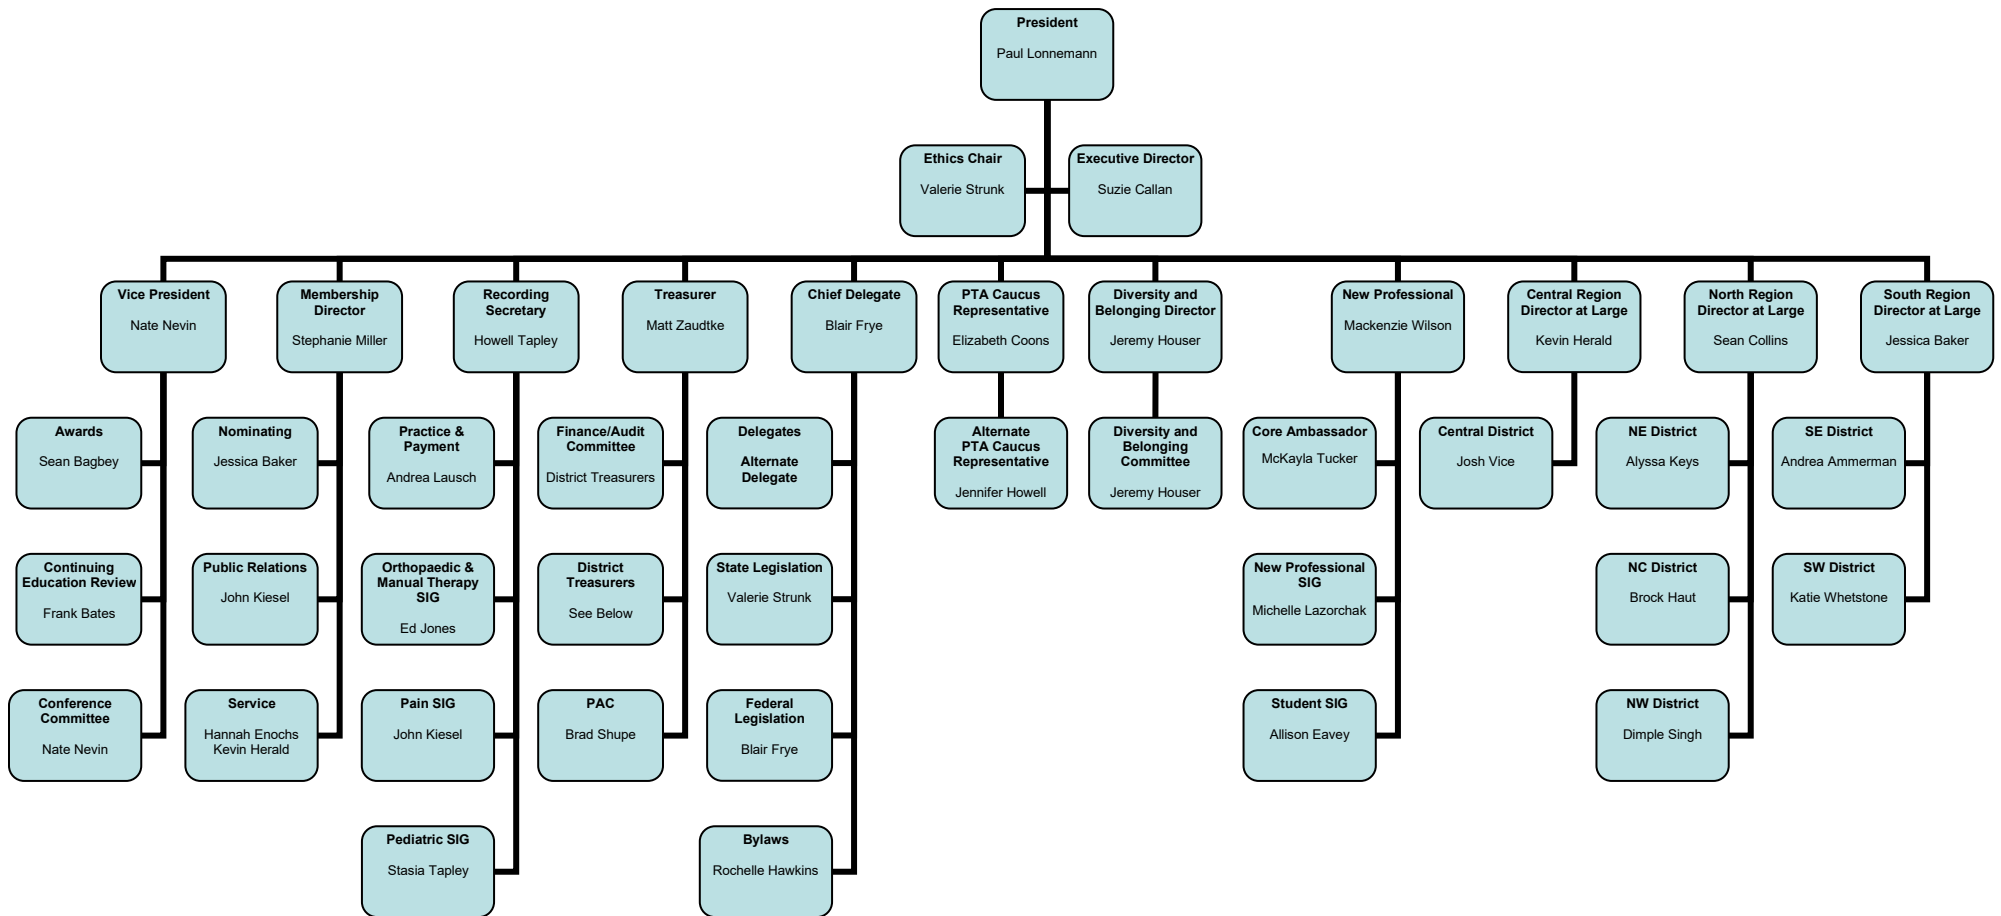 President
Paul Lonnemann
Ethics Chair
Valerie Strunk
Executive Director
Suzie Callan
Vice President
Nate Nevin
Membership
Director
Stephanie Miller
Recording
Secretary
Howell Tapley
Treasurer
Matt Zaudtke
Chief Delegate
Blair Frye
PTA Caucus
Representative
Elizabeth Coons
Diversity and
Belonging Director
Jeremy Houser
New Professional
Mackenzie Wilson
Central Region
Director at Large
Kevin Herald
North Region
Director at Large
Sean Collins
South Region
Director at Large
Jessica Baker
Awards
Sean Bagbey
Nominating
Jessica Baker
Practice &
Payment
Andrea Lausch
Finance/Audit
Committee
District Treasurers
Delegates
Alternate
Delegate
Alternate
PTA Caucus
Representative
Jennifer Howell
Diversity and
Belonging
Committee
Jeremy Houser
Core Ambassador
McKayla Tucker
Central District
Josh Vice
NE District
Alyssa Keys
SE District
Andrea Ammerman
Continuing
Education Review
Frank Bates
Public Relations
John Kiesel
Orthopaedic &
Manual Therapy
SIG
Ed Jones
District
Treasurers
See Below
State Legislation
Valerie Strunk
New Professional
SIG
Michelle Lazorchak
NC District
Brock Haut
SW District
Katie Whetstone
Conference
Committee
Nate Nevin
Service
Hannah Enochs
Kevin Herald
Pain SIG
John Kiesel
PAC
Brad Shupe
Federal
Legislation
Blair Frye
Student SIG
Allison Eavey
NW District
Dimple Singh
Pediatric SIG
Stasia Tapley
Bylaws
Rochelle Hawkins